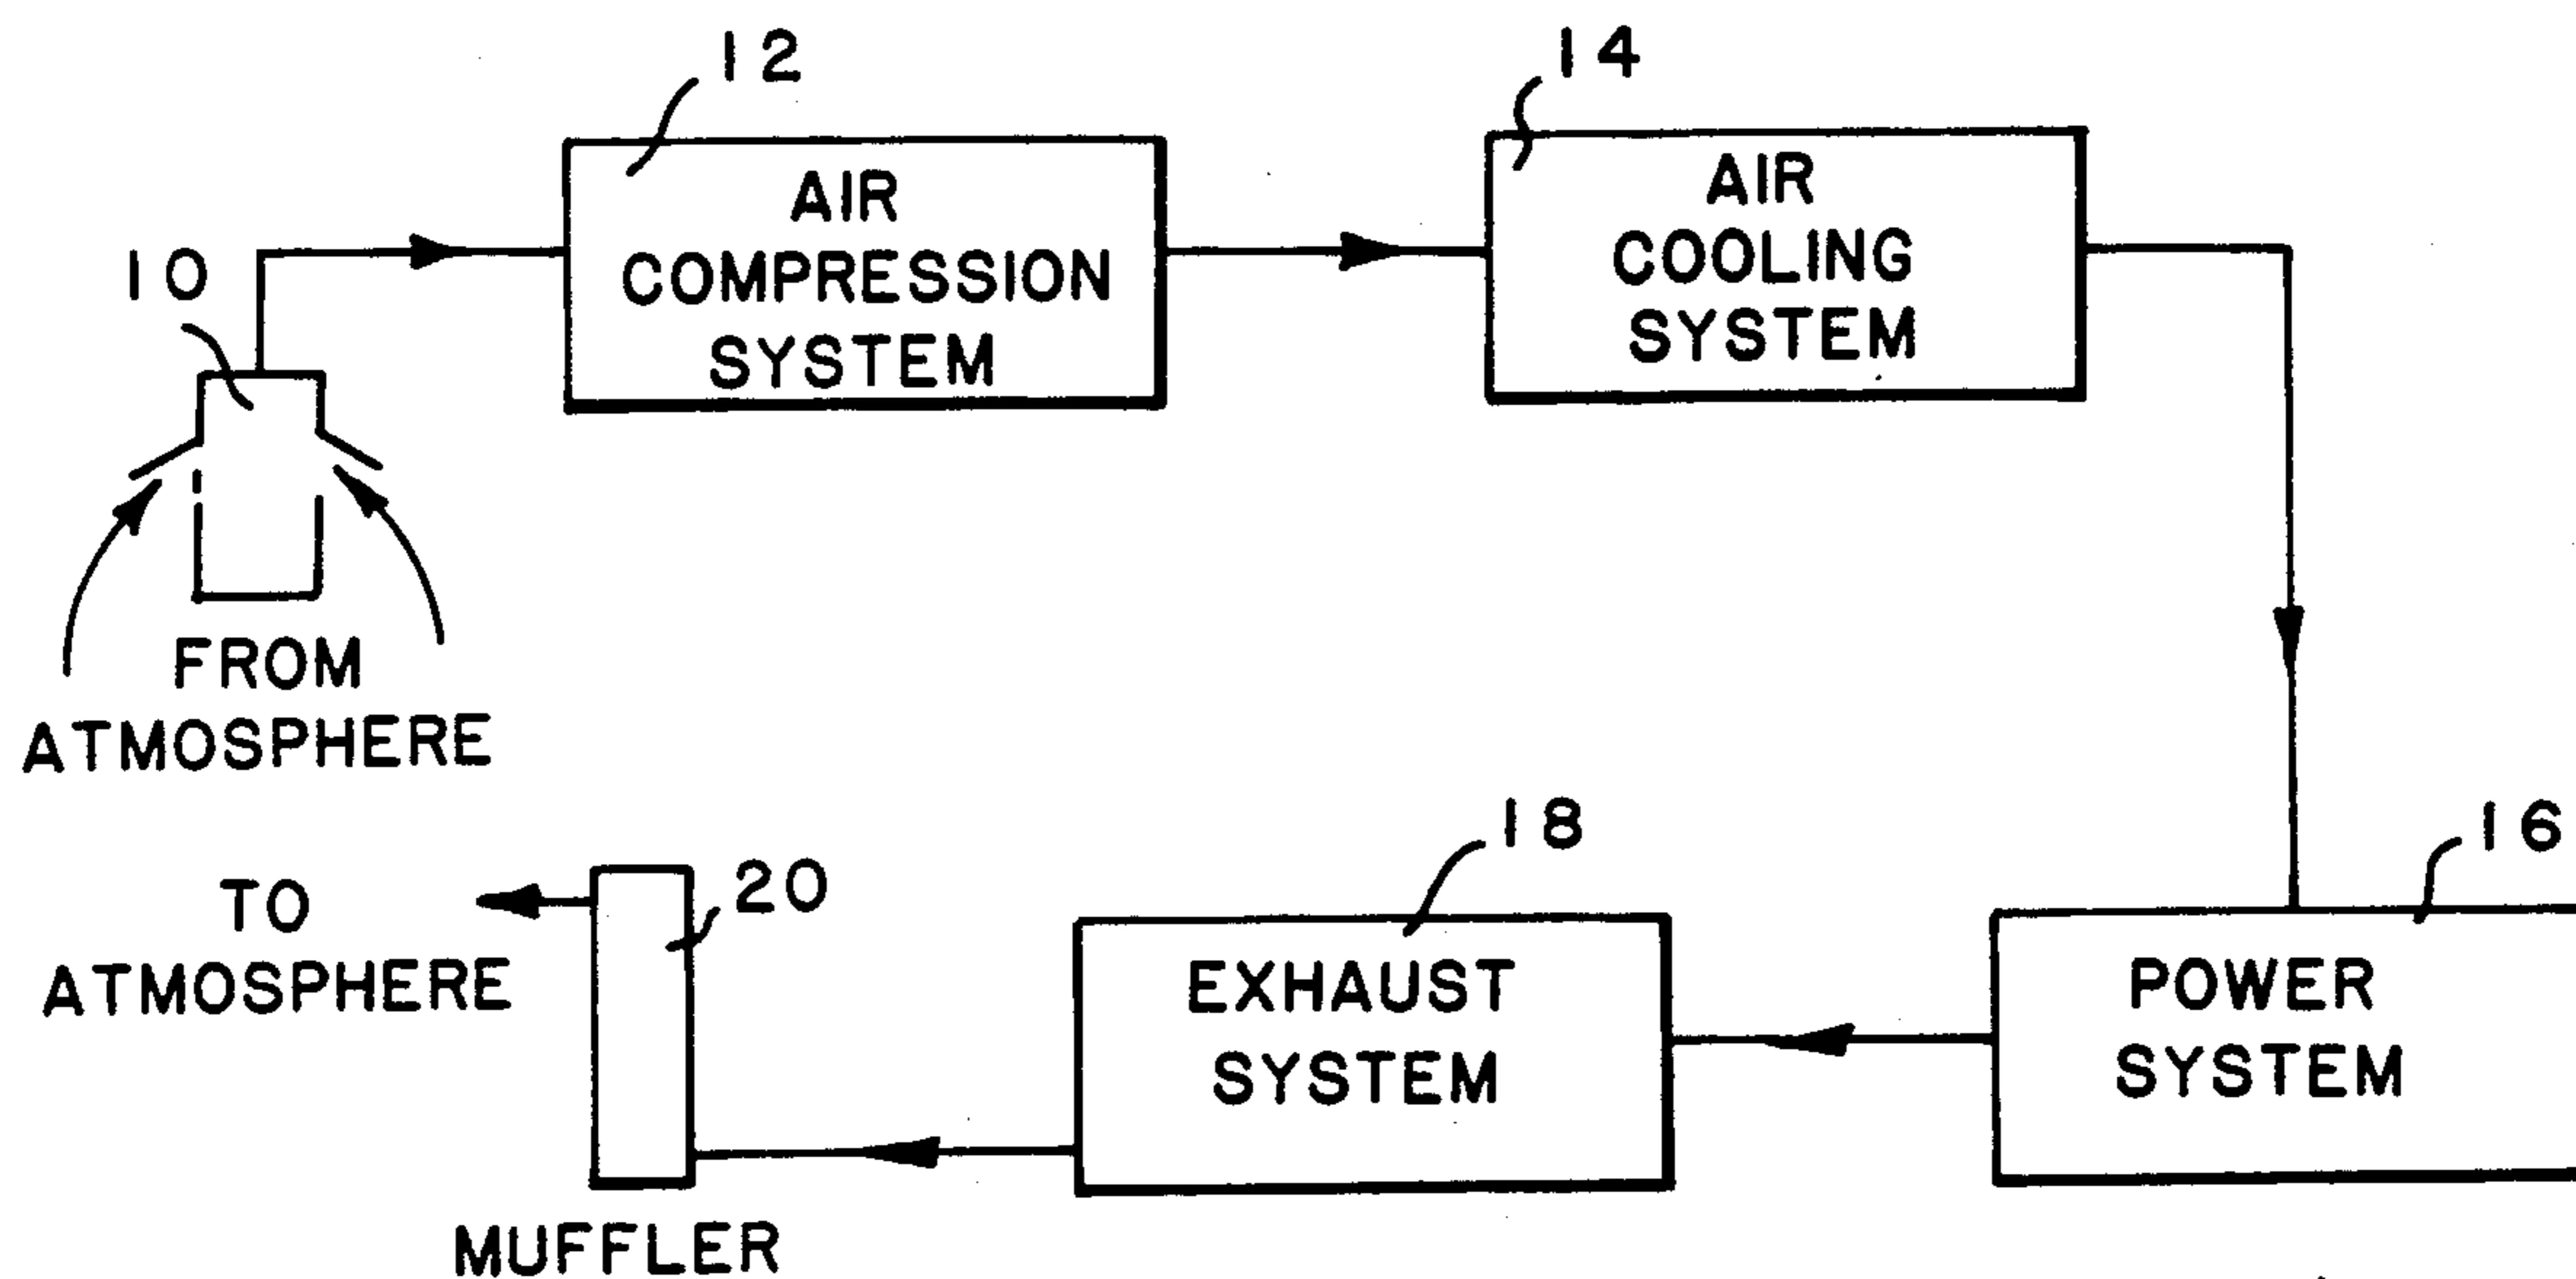 12
14
10
AIR
COMPRESSION
SYSTEM
AIR
COOLING
SYSTEM
FROM
ATMOSPHERE
18
16
20
TO
ATMOSPHERE
EXHAUST
SYSTEM
POWER
SYSTEM
MUFFLER